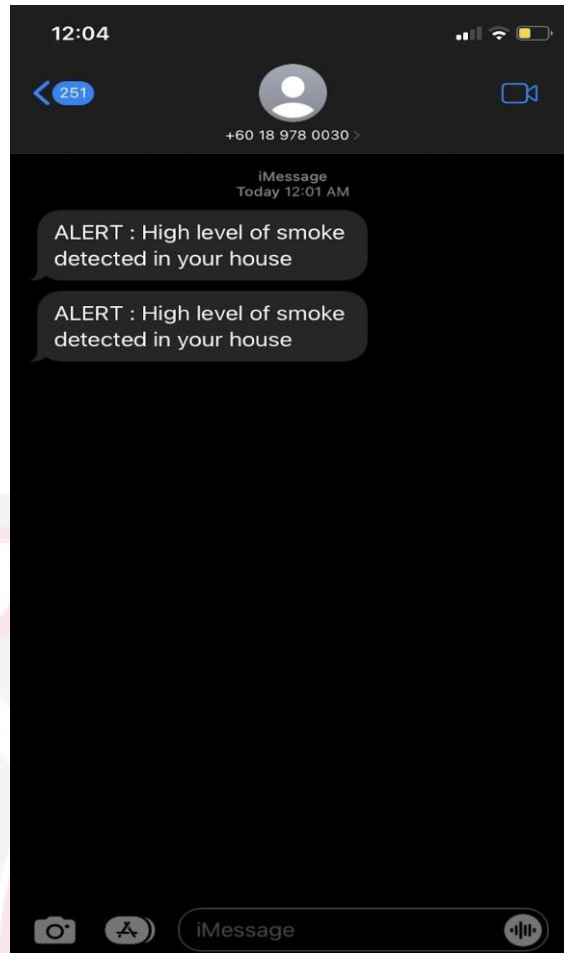 12:04
251
+60 18 978 0030 >
iMessage
Today 12:01 AM
ALERT : High level of smoke
detected in your house
ALERT : High level of smoke
detected in your house
iMessage